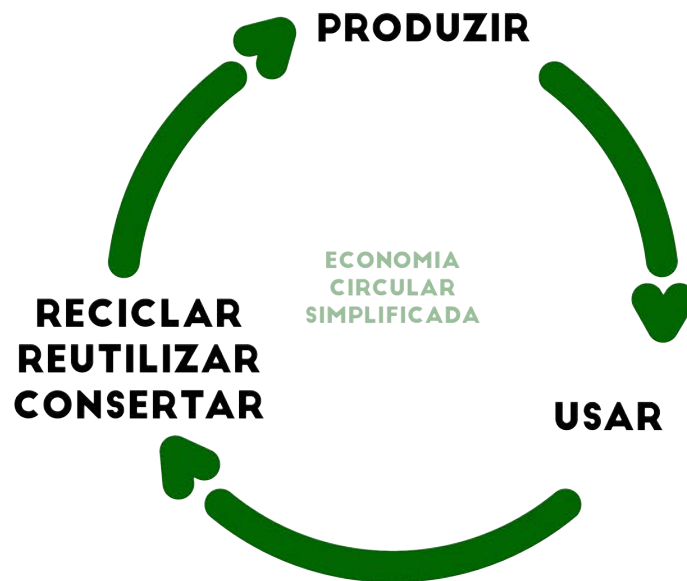 PRODUZIR
ECONOMIA
CIRCULAR
SIMPLIFICADA
RECICLAR
REUTILIZAR
CONSERTAR
USAR